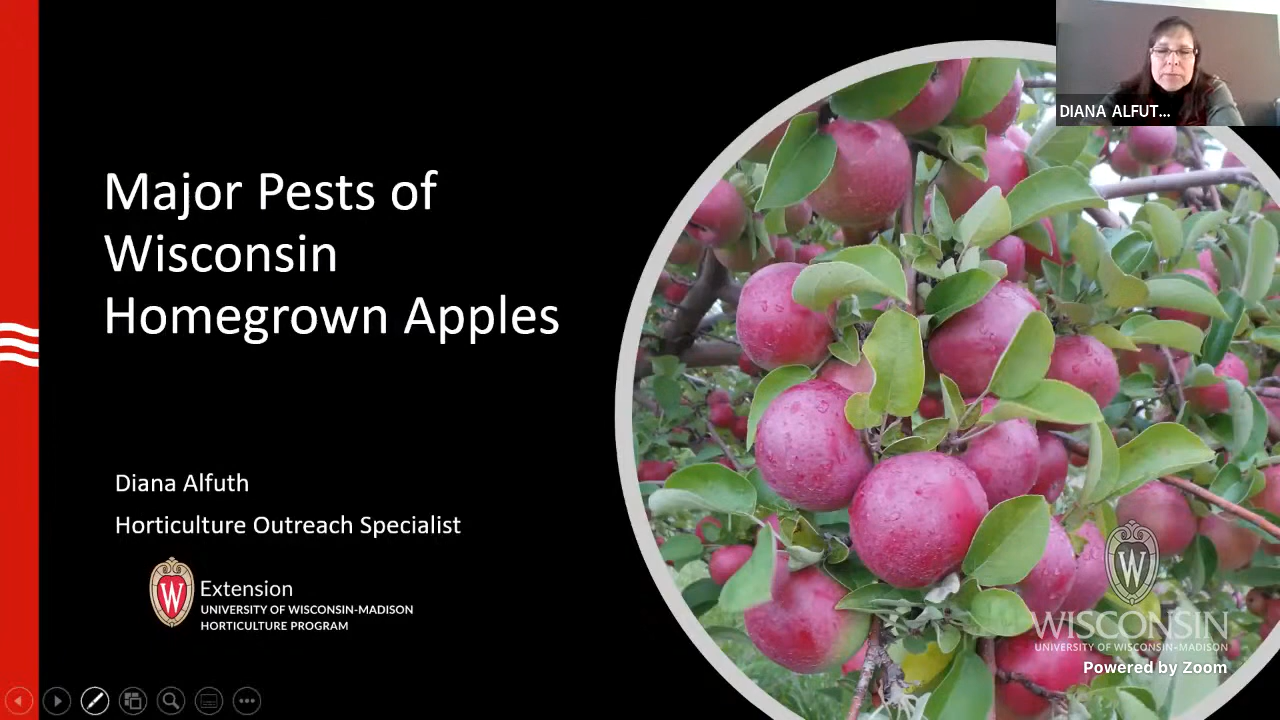 DIANA ALFUT...
Major Pests of
Wisconsin
Homegrown Apples
Diana Alfuth
Horticulture Outreach Specialist
W
Extension
UNIVERSITY OF WISCONSIN-MADISON
HORTICULTURE PROGRAM
W
WISCONSIN
UNIVERSITY OF WISCONSIN-MADISON
Powered by Zoom